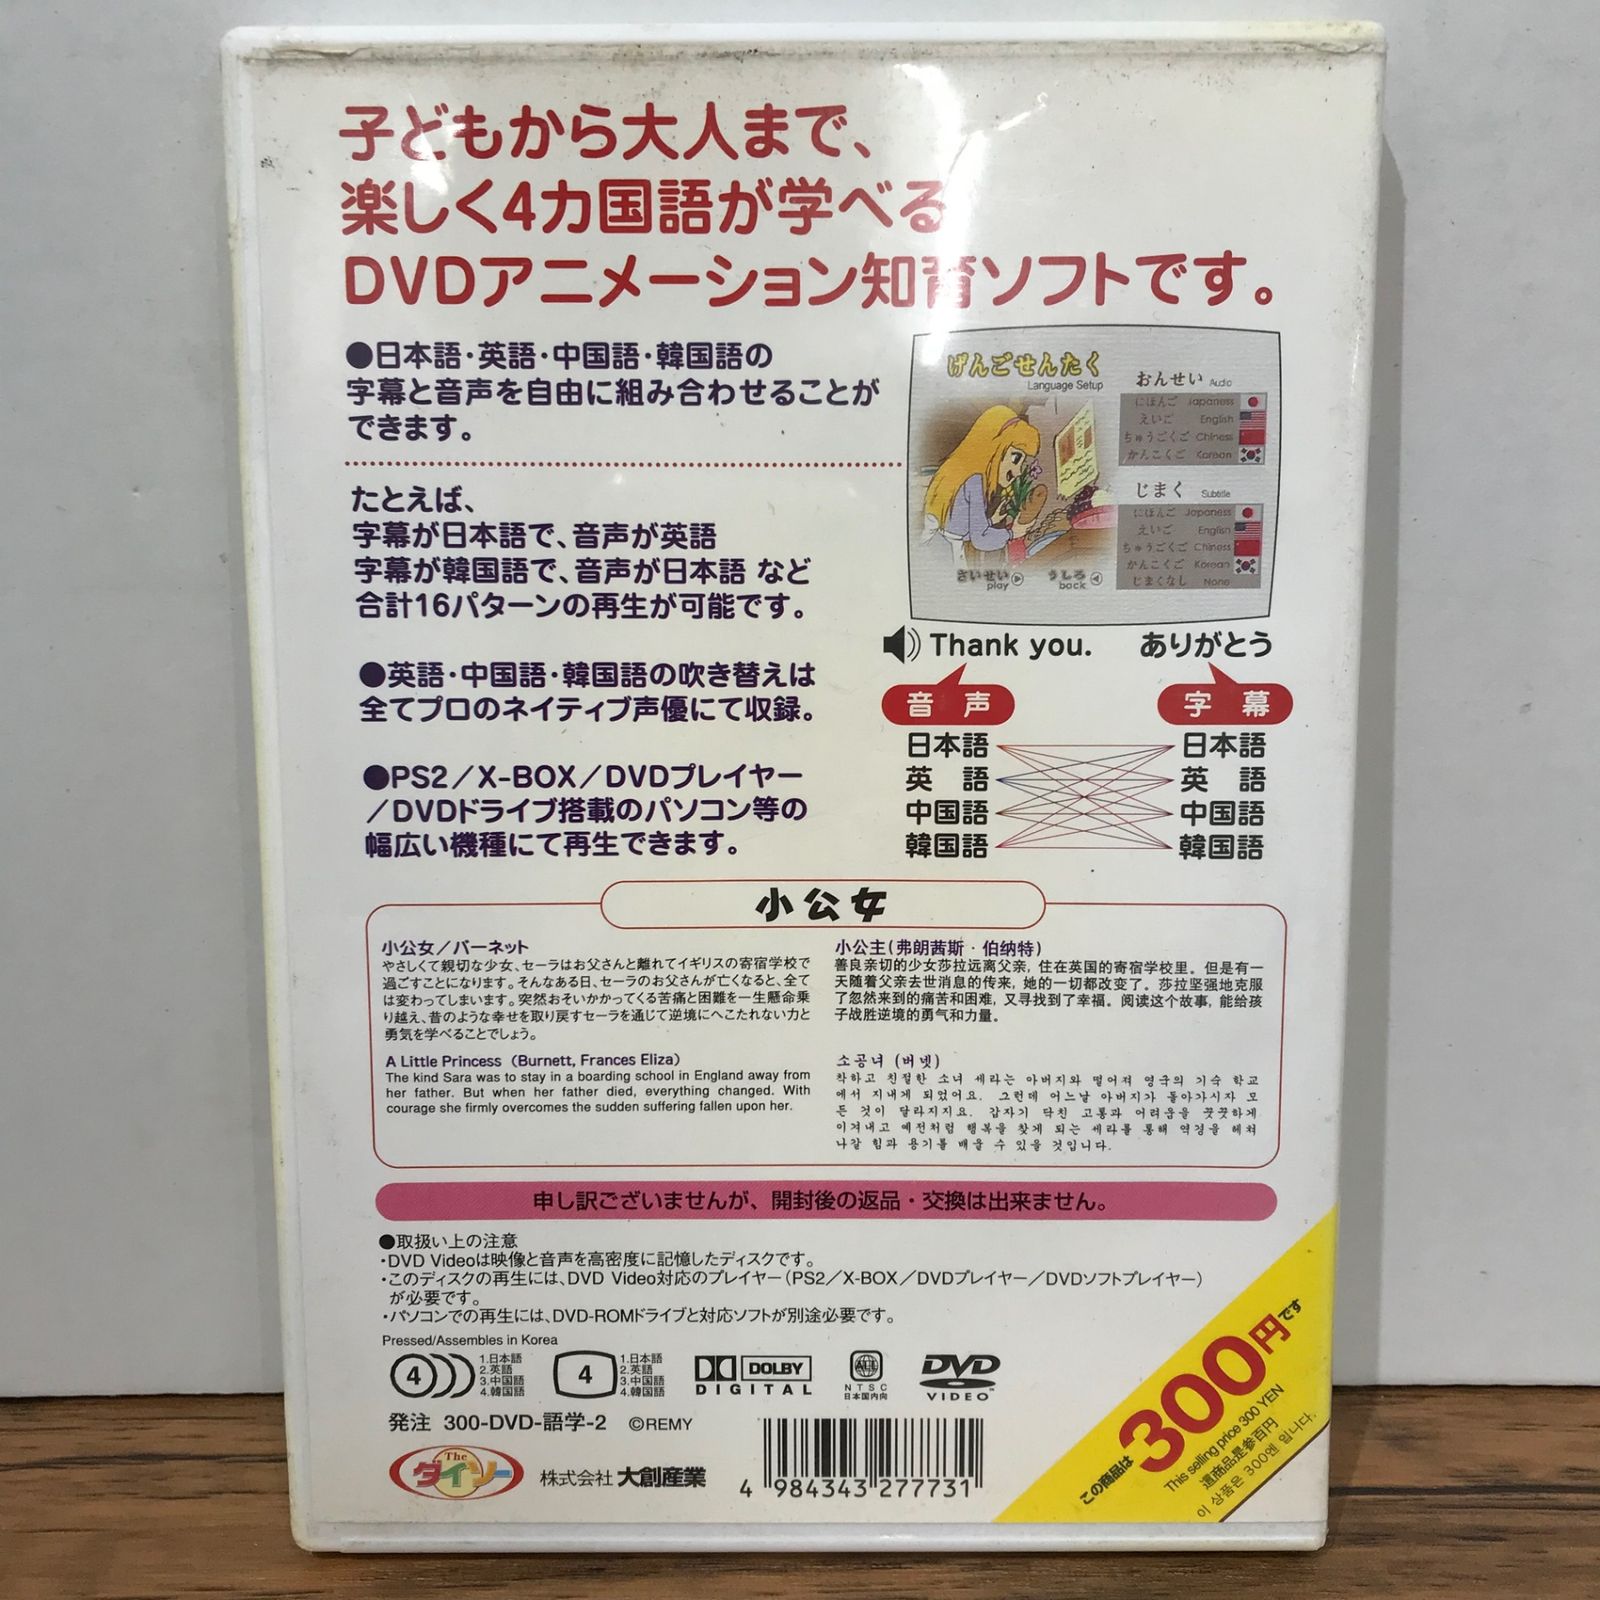 子どもから大人まで、
楽しく4カ国語が学べる
DVDアニメーション知育ソフトです。
●日本語・英語・中国語・韓国語の
字幕と音声を自由に組み合わせることが
できます。
たとえば、
字幕が日本語で、音声が英語
字幕が韓国語で、音声が日本語 など
合計16パターンの再生が可能です。
●英語・中国語・韓国語の吹き替えは
全てプロのネイティブ声優にて収録。
●PS2/X-BOX/DVDプレイヤー
/DVDドライブ搭載のパソコン等の
幅広い機種にて再生できます。
げんごせんたく
Language Setup
おんせい Audio
にほんご Japaness
えいご English
ちゅうごくご Chiness
かんこくご Korean
じまく Subtitle
にほんご Japaness
えいご English
ちゅうごくご Chiness
かんこくご Korean
じまくなし None
さいせい play
うしろ back
Thank you. ありがとう
音声 字幕
日本語 日本語
英語 英語
中国語 中国語
韓国語 韓国語
小公女
小公女/バーネット
やさしくて親切な少女、セーラはお父さんと離れてイギリスの寄宿学校で
過ごすことになります。そんなある日、セーラのお父さんが亡くなると、全て
は変わってしまいます。突然おそいかかってくる苦痛と困難を一生懸命乗
り越え、昔のような幸せを取り戻すセーラを通じて逆境にへこたれない力と
勇気を学べることでしょう。
小公主(弗朗茜斯·伯纳特)
善良亲切的少女莎拉远离父亲,住在英国的寄宿学校里。但是有一
天随着父亲去世消息的传来,她的一切都改变了。莎拉坚强地克服
了忽然来到的痛苦和困难,又寻找到了幸福。阅读这个故事,能给孩
子战胜逆境的勇气和力量。
A Little Princess (Burnett, Frances Eliza)
The kind Sara was to stay in a boarding school in England away from
her father. But when her father died, everything changed. With
courage she firmly overcomes the sudden suffering fallen upon her.
소공녀 (버넷)
착하고 친절한 소녀 세라는 아버지와 떨어져 영국의 기숙 학교
에서 지내게 되었어요. 그런데 어느날 아버지가 돌아가시자 모
든 것이 달라지지요. 갑자기 닥친 고통과 어려움을 꿋꿋하게
이겨내고 예전처럼 행복을 찾게 되는 세라를 통해 역경을 헤쳐
나갈 힘과 용기를 배울 수 있을 것입니다.
申し訳ございませんが、開封後の返品・交換は出来ません。
●取扱い上の注意
・DVD Videoは映像と音声を高密度に記憶したディスクです。
・このディスクの再生には、DVD Video対応のプレイヤー(PS2/X-BOX/DVDプレイヤー/DVDソフトプレイヤー)
が必要です。
・パソコンでの再生には、DVD-ROMドライブと対応ソフトが別途必要です。
Pressed/Assembles in Korea
4
1.日本語
2.英語
3.中国語
4.韓国語
4
1.日本語
2.英語
3.中国語
4.韓国語
DOLBY
DIGITAL
ALL
NTSC
日本国内向
DVD
VIDEO
発注 300-DVD-語学-2 ©REMY
The
ダイソー
株式会社 大創産業
4 984343 277731
この商品は300円です
This selling price 300 YEN
這商品是参百円
이 상품은 300엔 입니다.